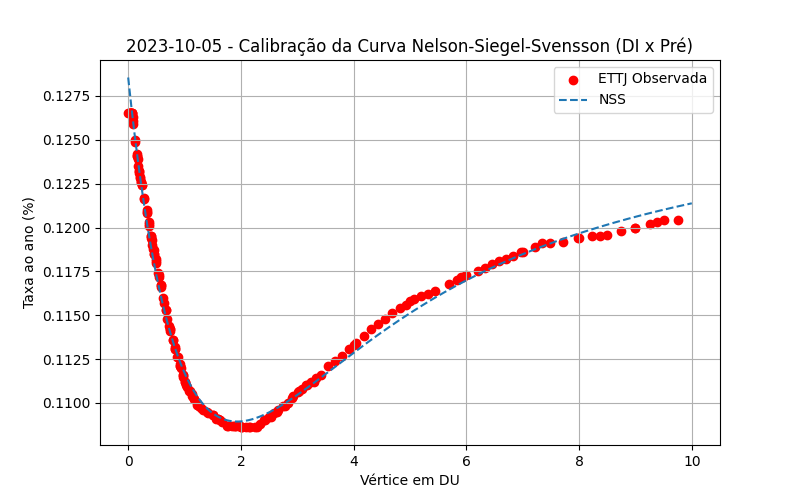 2023-10-05 - Calibração da Curva Nelson-Siegel-Svensson (DI x Pré)
ETTJ Observada
NSS
Taxa ao ano (%)
0.1275
0.1250
0.1225
0.1200
0.1175
0.1150
0.1125
0.1100
0 2 4 6 8 10
Vértice em DU